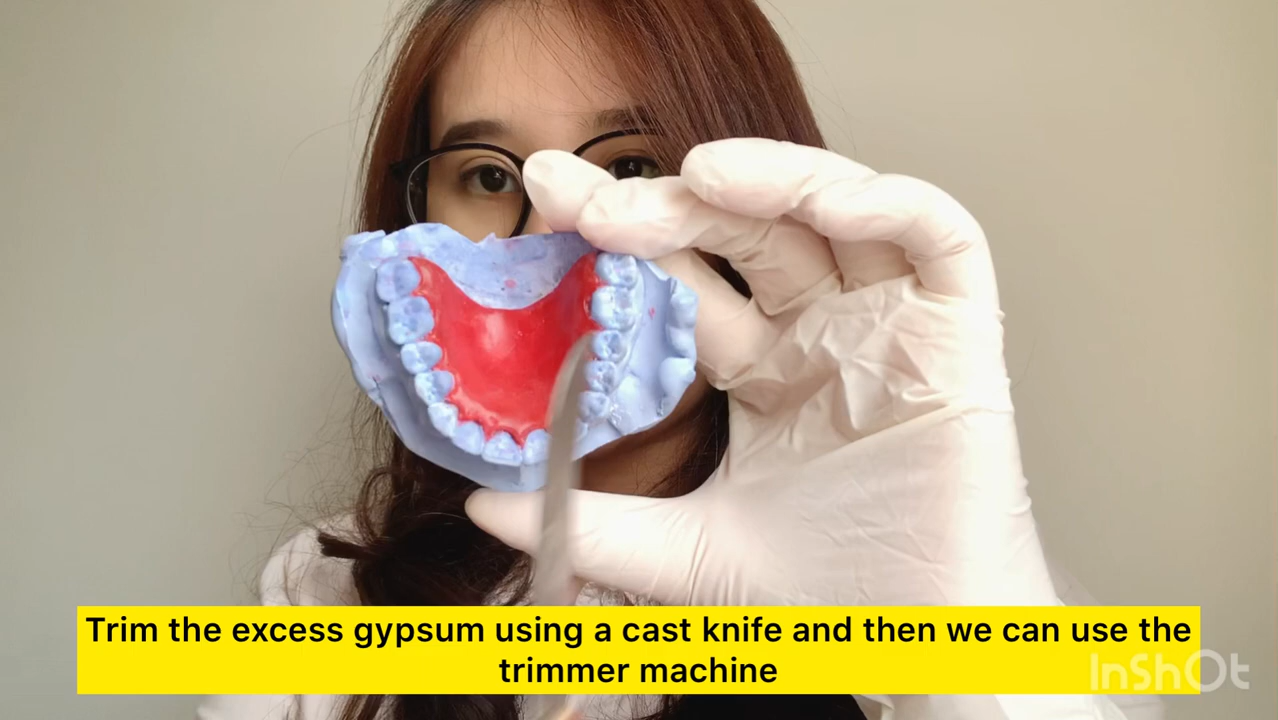 Trim the excess gypsum using a cast knife and then we can use the
trimmer machine
InShOt